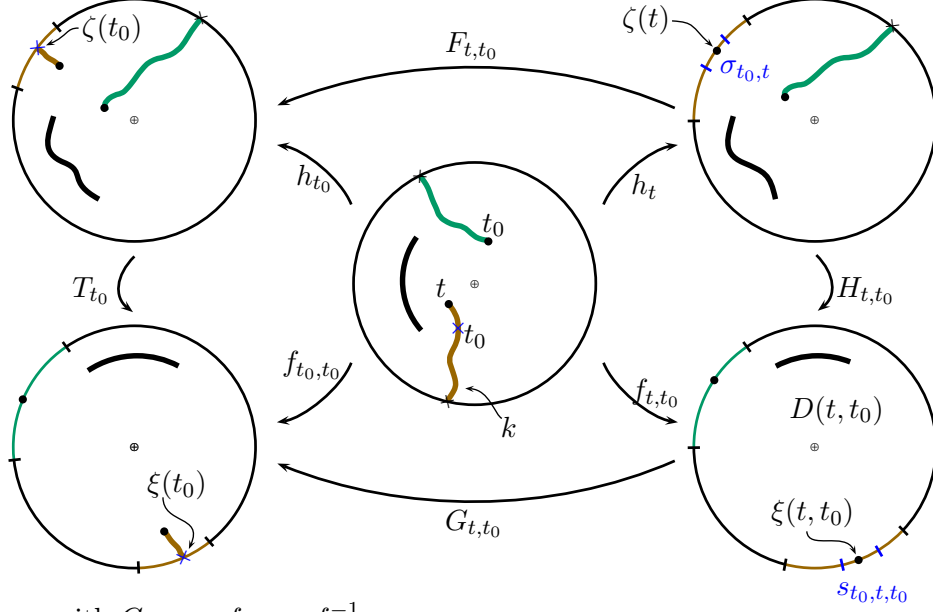 ζ(t₀)
ζ(t)
F_{t,t₀}
σ_{t₀,t}
h_{t₀}
h_t
t₀
t
t₀
T_{t₀}
H_{t,t₀}
f_{t₀,t₀}
f_{t,t₀}
k
D(t,t₀)
ξ(t₀)
ξ(t,t₀)
G_{t,t₀}
s_{t₀,t,t₀}